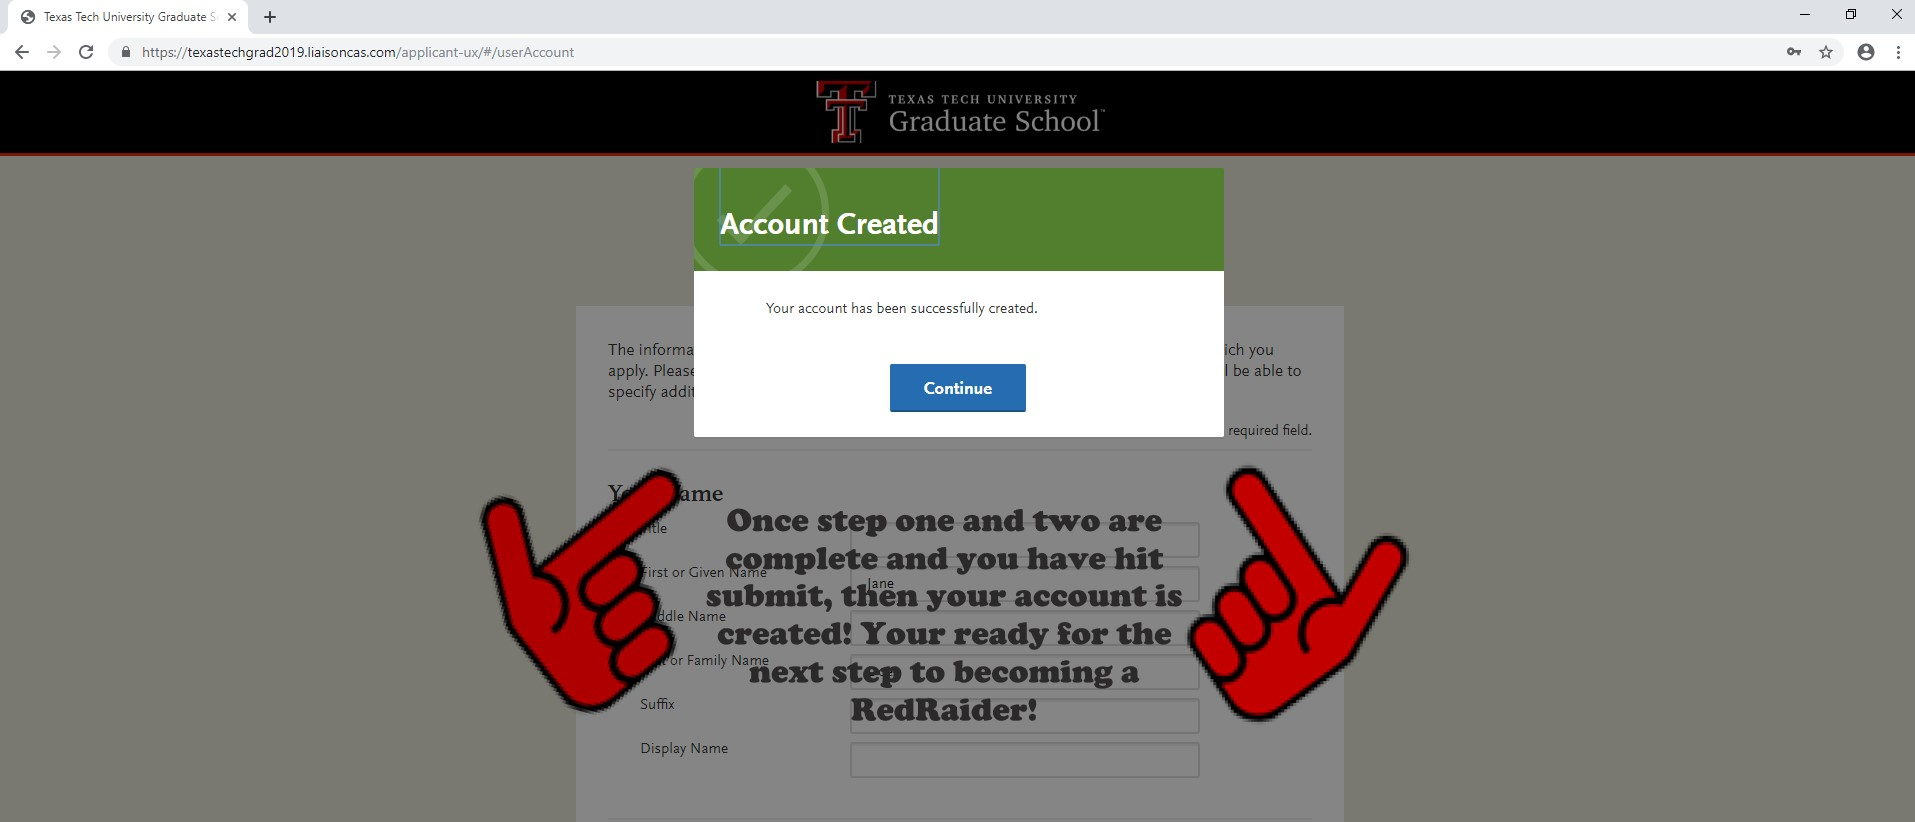 Texas Tech University Graduate S
https://texastechgrad2019.liaisoncas.com/applicant-ux/#/userAccount
TEXAS TECH UNIVERSITY
Graduate School™
Account Created
Your account has been successfully created.
Continue
The informa ich you
apply. Please l be able to
specify addit
required field.
ame
Once step one and two are
complete and you have hit
submit, then your account is
created! Your ready for the
next step to becoming a
RedRaider!
First or Given Name
Jane
ddle Name
or Family Name
Suffix
Display Name